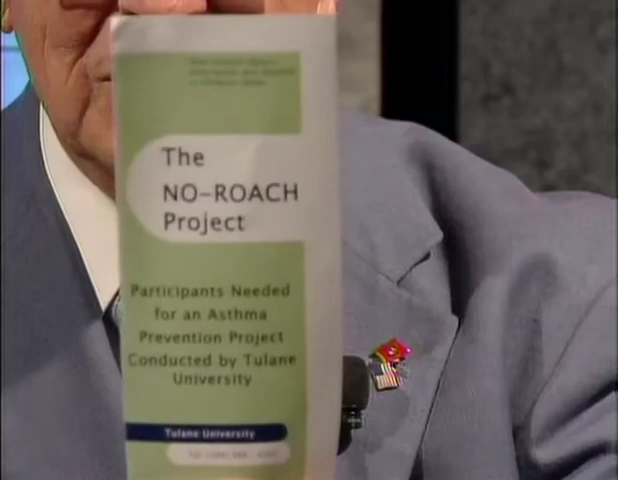 The
NO-ROACH
Project
Participants Needed
for an Asthma
Prevention Project
Conducted by Tulane
University
Tulane University